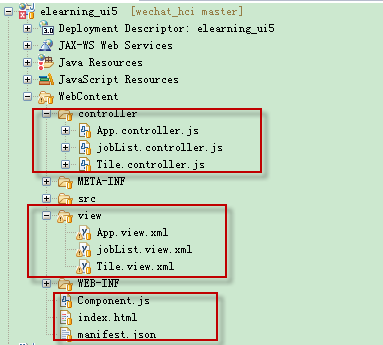 elearning_ui5 [wechat_hci master]
3.0 Deployment Descriptor: elearning_ui5
JAX-WS Web Services
Java Resources
JavaScript Resources
WebContent
controller
App.controller.js
jobList.controller.js
Tile.controller.js
META-INF
src
view
App.view.xml
jobList.view.xml
Tile.view.xml
WEB-INF
Component.js
index.html
manifest.json